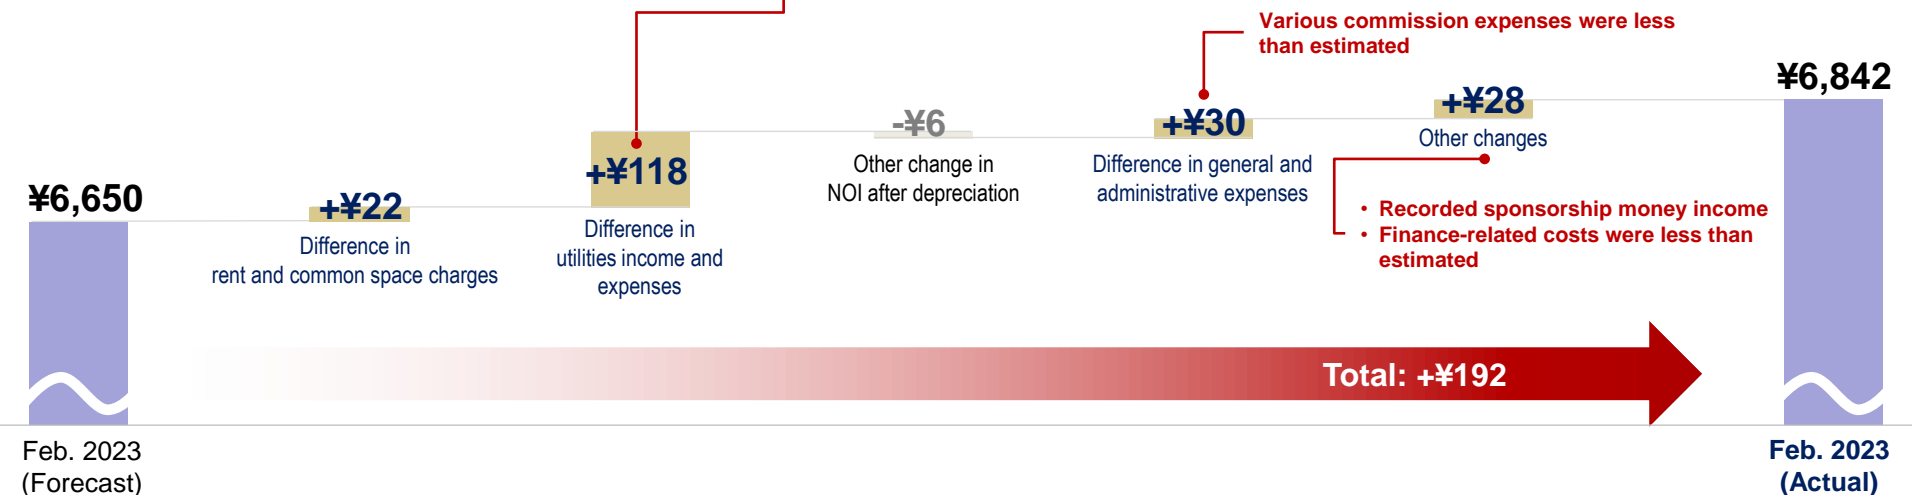 Various commission expenses were less
than estimated
¥6,842
+¥28
Other changes
-¥6
Other change in
NOI after depreciation
+¥30
Difference in general and
administrative expenses
+¥118
Difference in
utilities income and
expenses
¥6,650
+¥22
Difference in
rent and common space charges
• Recorded sponsorship money income
• Finance-related costs were less than
estimated
Total: +¥192
Feb. 2023
(Forecast)
Feb. 2023
(Actual)